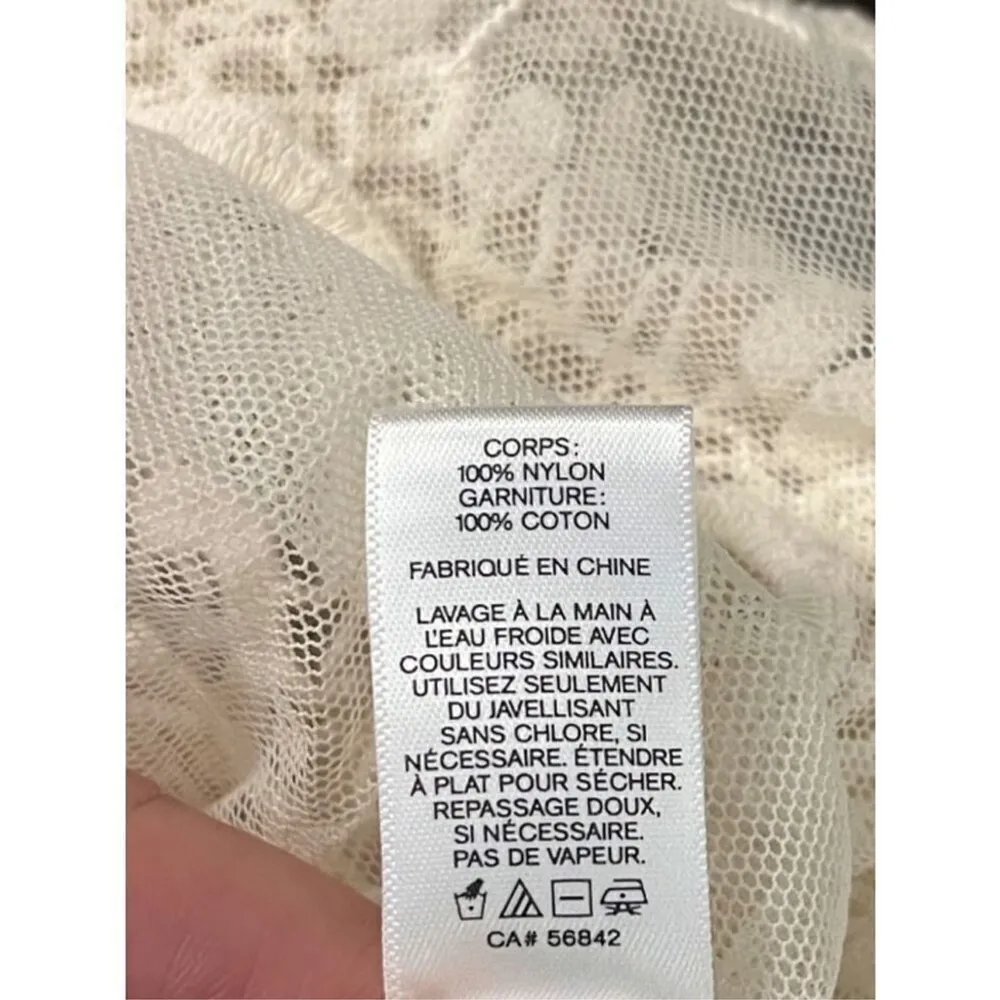 CORPS:
100% NYLON
GARNITURE:
100% COTON
FABRIQUÉ EN CHINE
LAVAGE À LA MAIN À
L'EAU FROIDE AVEC
COULEURS SIMILAIRES.
UTILISEZ SEULEMENT
DU JAVELLISANT
SANS CHLORE, SI
NÉCESSAIRE. ÉTENDRE
À PLAT POUR SÉCHER.
REPASSAGE DOUX,
SI NÉCESSAIRE.
PAS DE VAPEUR.
CA# 56842